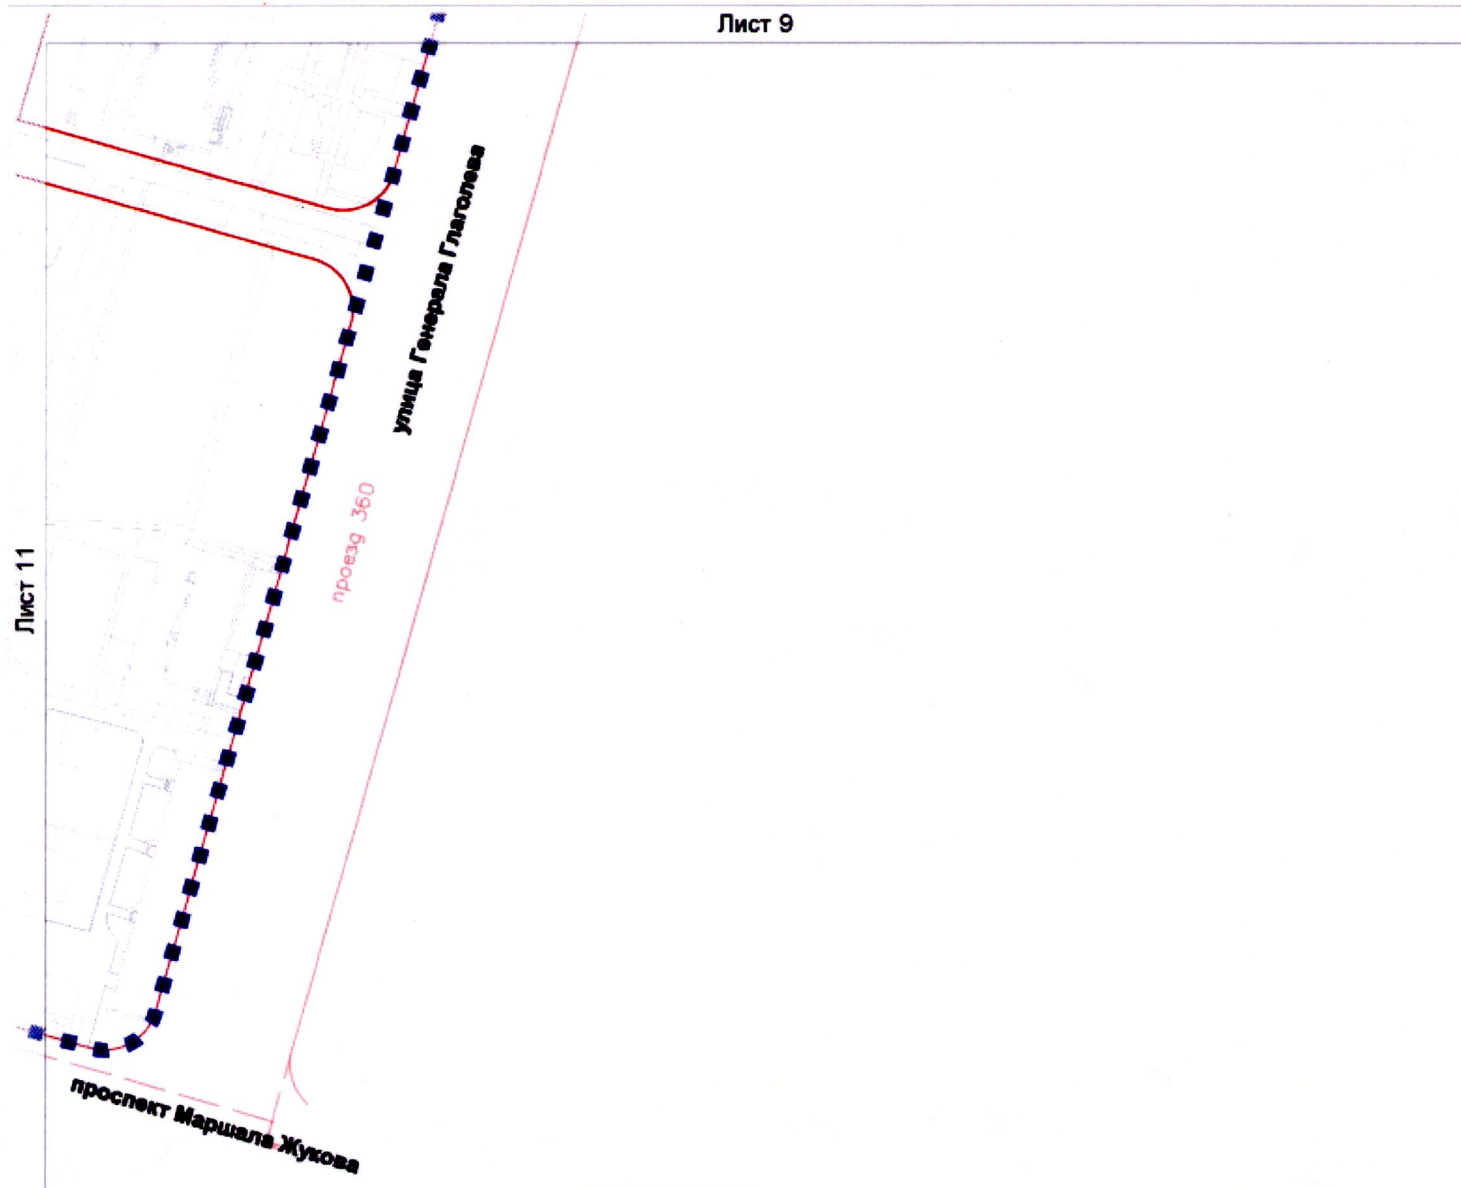 Лист 9
улица Генерала Глаголева
проезд 360
Лист 11
проспект Маршала Жукова